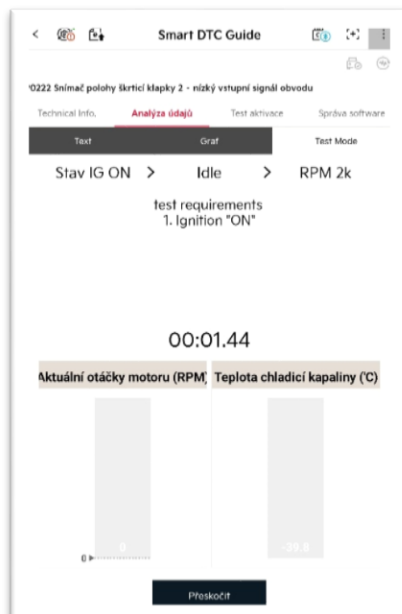 Smart DTC Guide
0222 Snímač polohy škrticí klapky 2 - nízký vstupní signál obvodu
Technical Info. Analýza údajů Test aktivace Správa software
Text Graf Test Mode
Stav IG ON > Idle > RPM 2k
test requirements
1. Ignition "ON"
00:01.44
Aktuální otáčky motoru (RPM) Teplota chladicí kapaliny (°C)
0 -39.8
0
Přeskočit